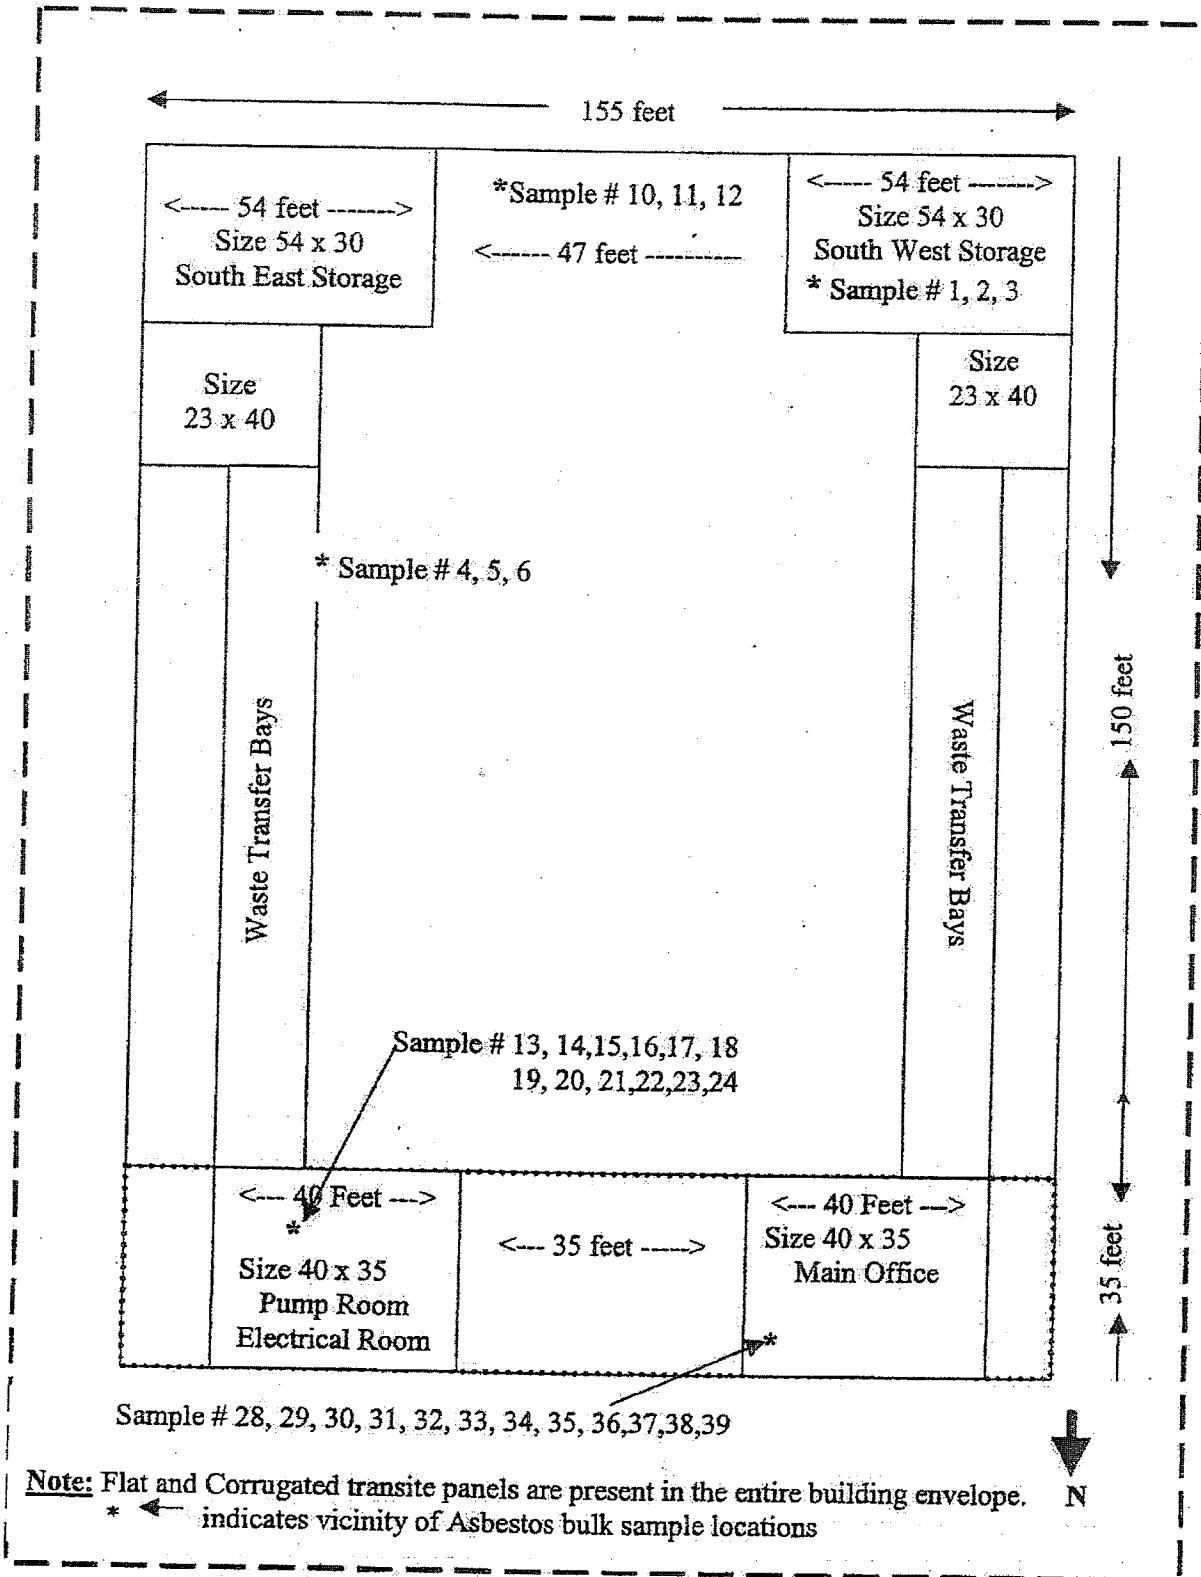 155 feet
<----- 54 feet ------->
Size 54 x 30
South East Storage
*Sample # 10, 11, 12
<------ 47 feet ----------
<----- 54 feet ------->
Size 54 x 30
South West Storage
* Sample # 1, 2, 3
Size
23 x 40
Size
23 x 40
* Sample # 4, 5, 6
150 feet
Waste Transfer Bays
Waste Transfer Bays
Sample # 13, 14,15,16,17, 18
19, 20, 21,22,23,24
<--- 40 Feet --->
*
Size 40 x 35
Pump Room
Electrical Room
<--- 35 feet ----->
<--- 40 Feet --->
Size 40 x 35
Main Office
*
35 feet
Sample # 28, 29, 30, 31, 32, 33, 34, 35, 36,37,38,39
Note: Flat and Corrugated transite panels are present in the entire building envelope.
* indicates vicinity of Asbestos bulk sample locations
N